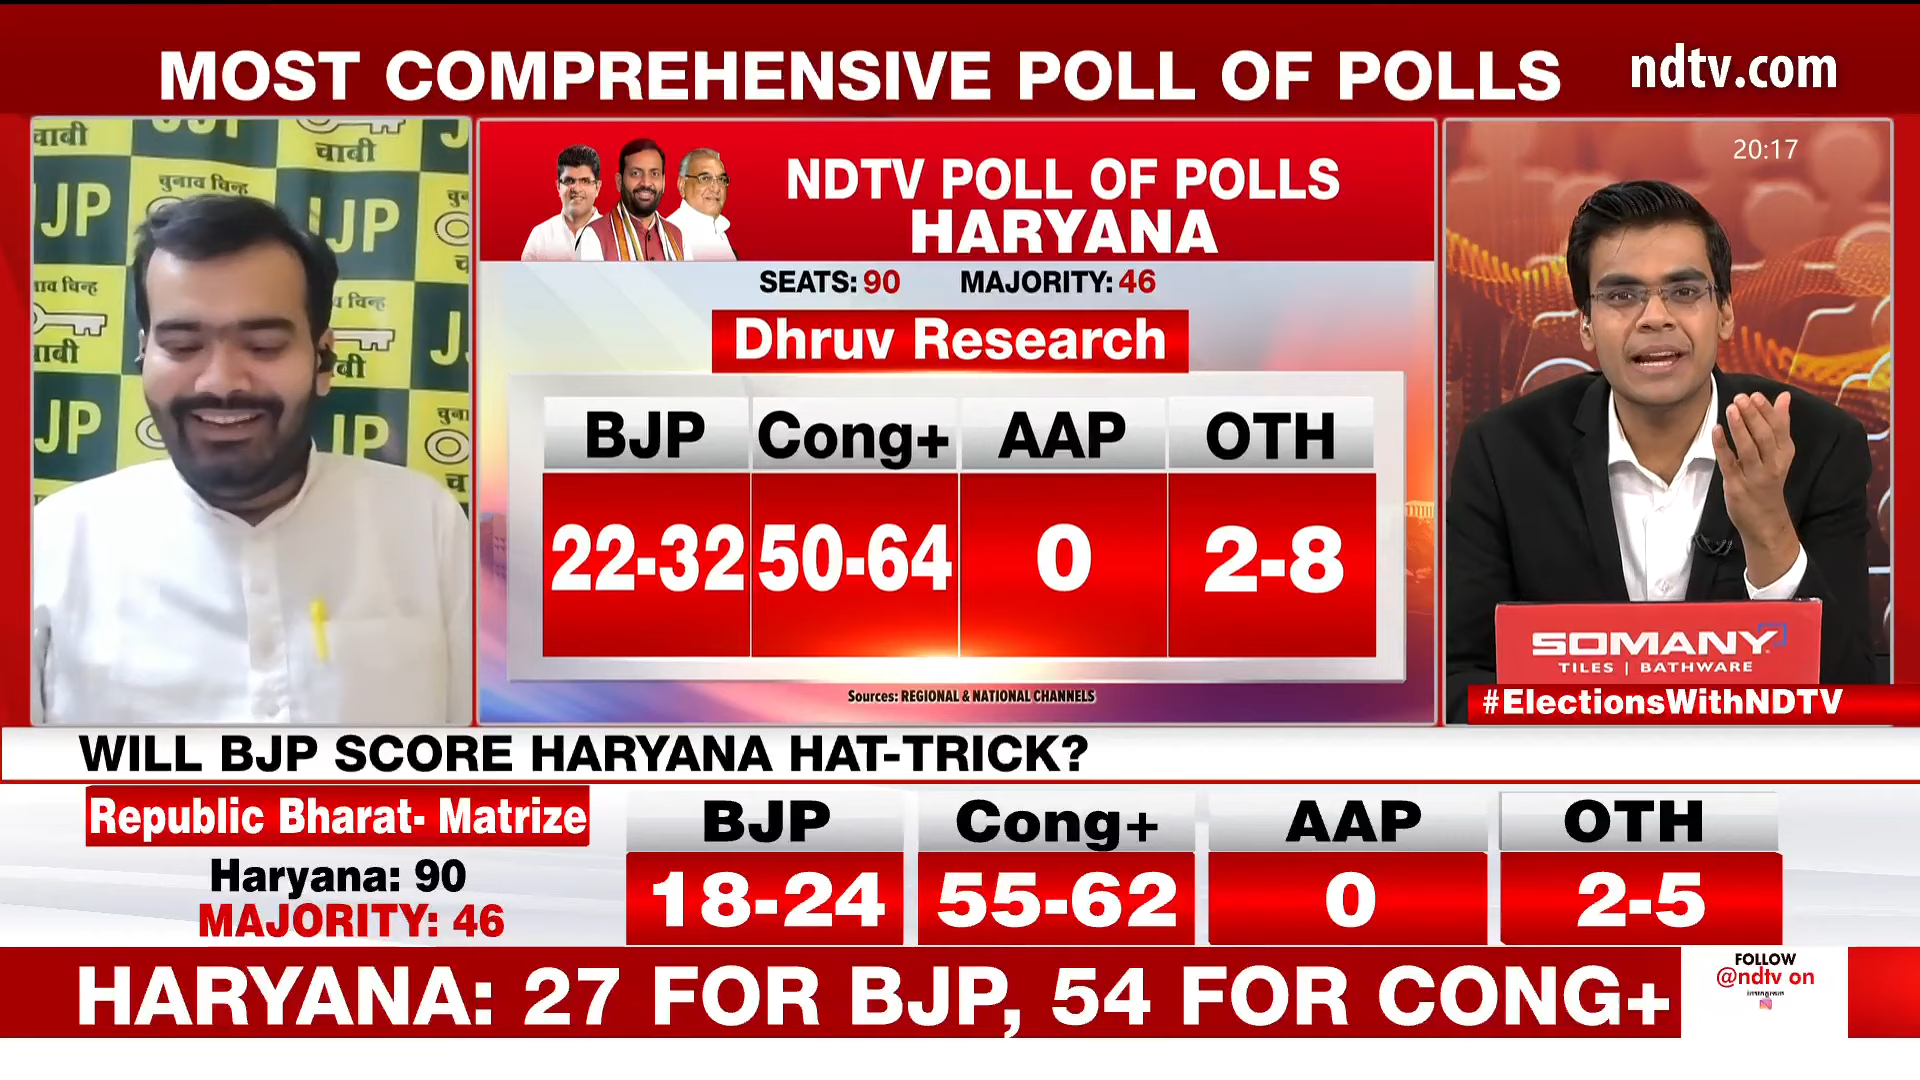 MOST COMPREHENSIVE POLL OF POLLS
ndtv.com
चाबी
JJP
चाबी
JJP
चुनाव चिन्ह
JJP
चाबी
NDTV POLL OF POLLS
HARYANA
SEATS: 90 MAJORITY: 46
Dhruv Research
BJP Cong+ AAP OTH
22-32 50-64 0 2-8
Sources: REGIONAL & NATIONAL CHANNELS
20:17
SOMANY
TILES | BATHWARE
#ElectionsWithNDTV
WILL BJP SCORE HARYANA HAT-TRICK?
Republic Bharat- Matrize
Haryana: 90
MAJORITY: 46
BJP Cong+ AAP OTH
18-24 55-62 0 2-5
HARYANA: 27 FOR BJP, 54 FOR CONG+
FOLLOW
@ndtv on